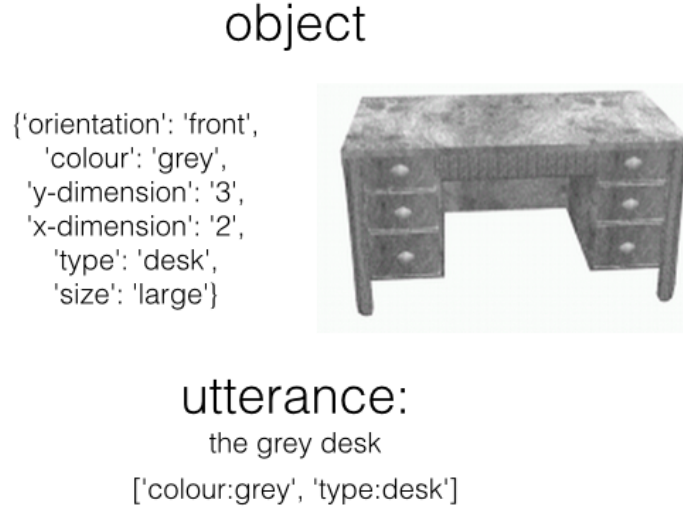 object
{‘orientation': 'front',
'colour': 'grey',
'y-dimension': '3',
'x-dimension': '2',
'type': 'desk',
'size': 'large'}
utterance:
the grey desk
['colour:grey', 'type:desk']